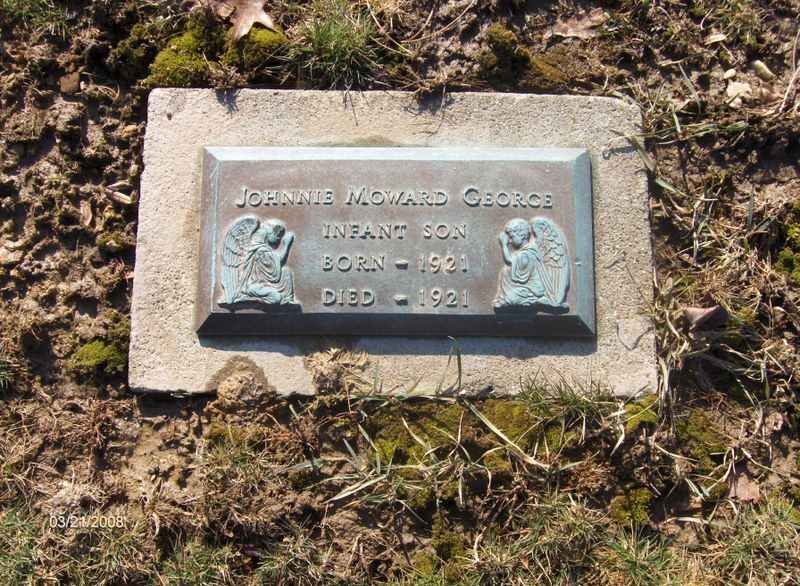 JOHNNIE MOWARD GEORGE
INFANT SON
BORN - 1921
DIED - 1921
03/21/2008